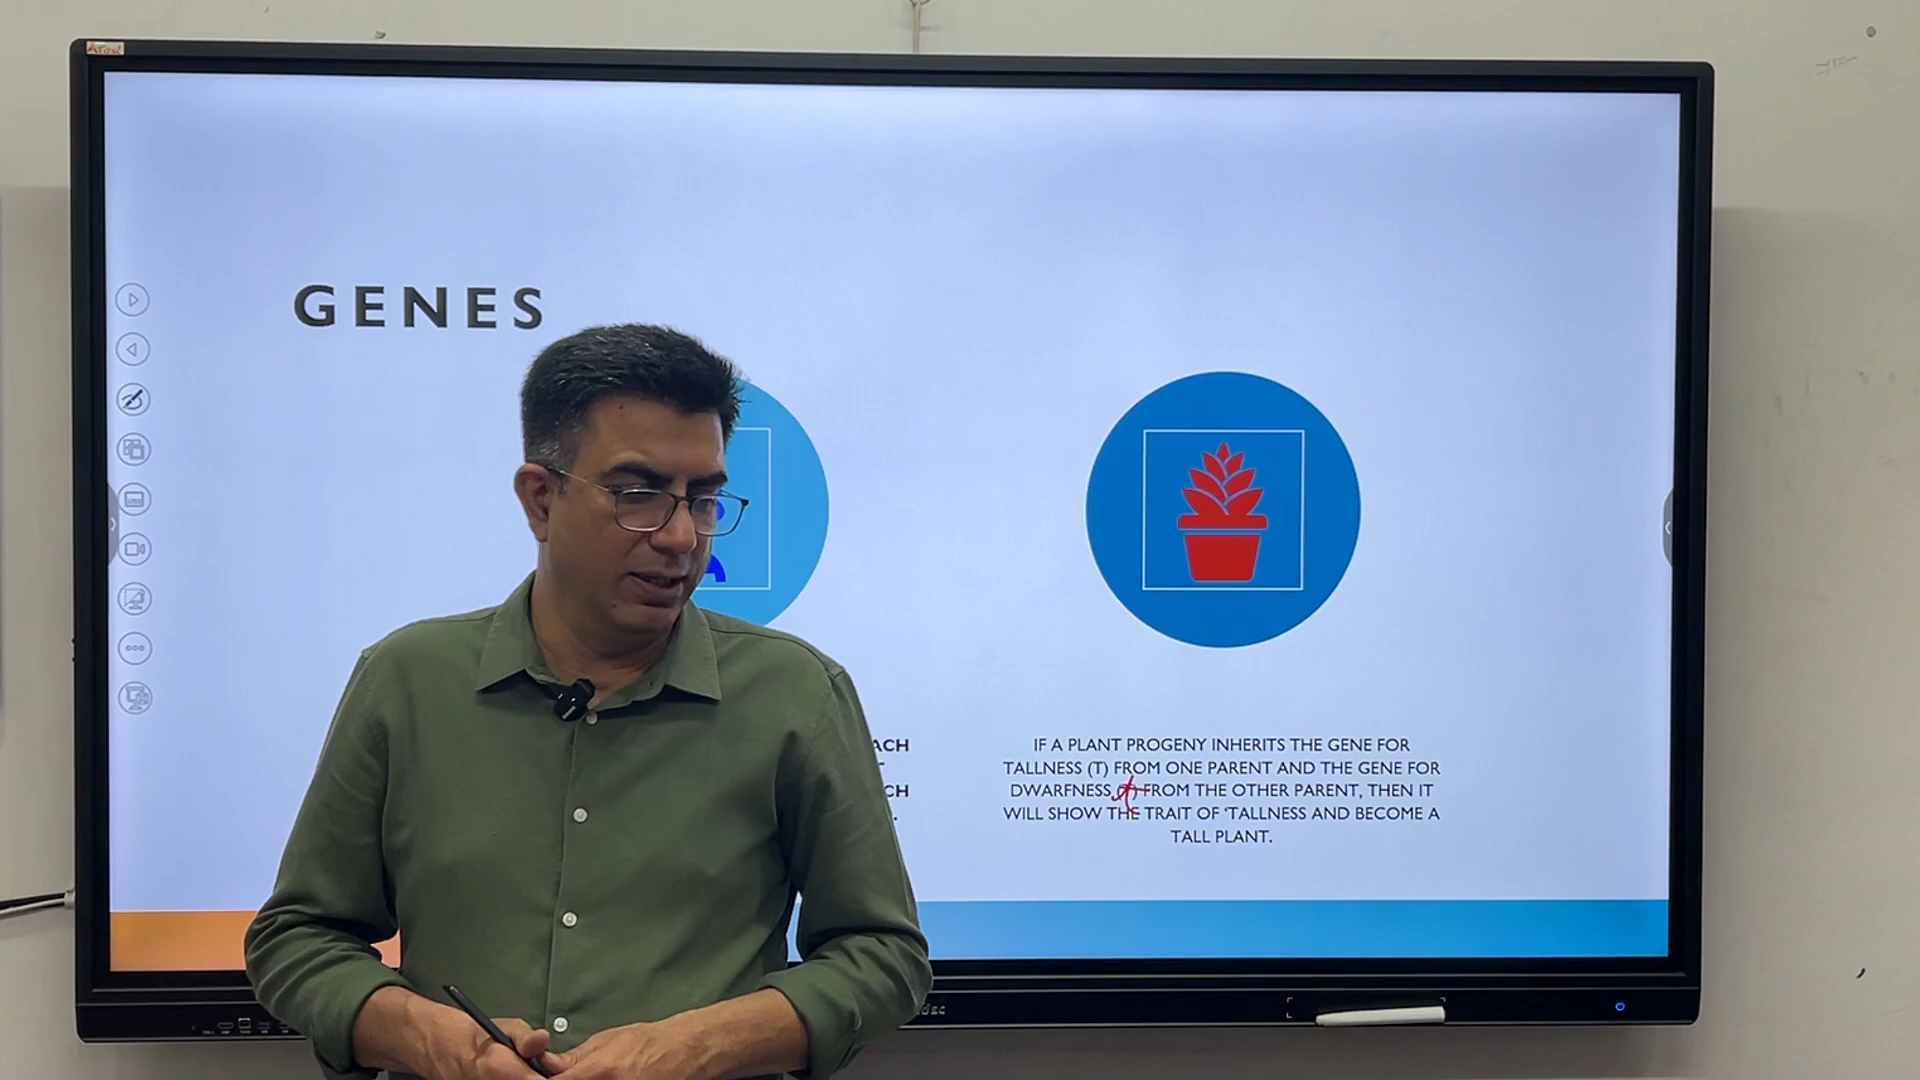 GENES
ACH
CH
.
IF A PLANT PROGENY INHERITS THE GENE FOR
TALLNESS (T) FROM ONE PARENT AND THE GENE FOR
DWARFNESS (t) FROM THE OTHER PARENT, THEN IT
WILL SHOW THE TRAIT OF ‘TALLNESS AND BECOME A
TALL PLANT.